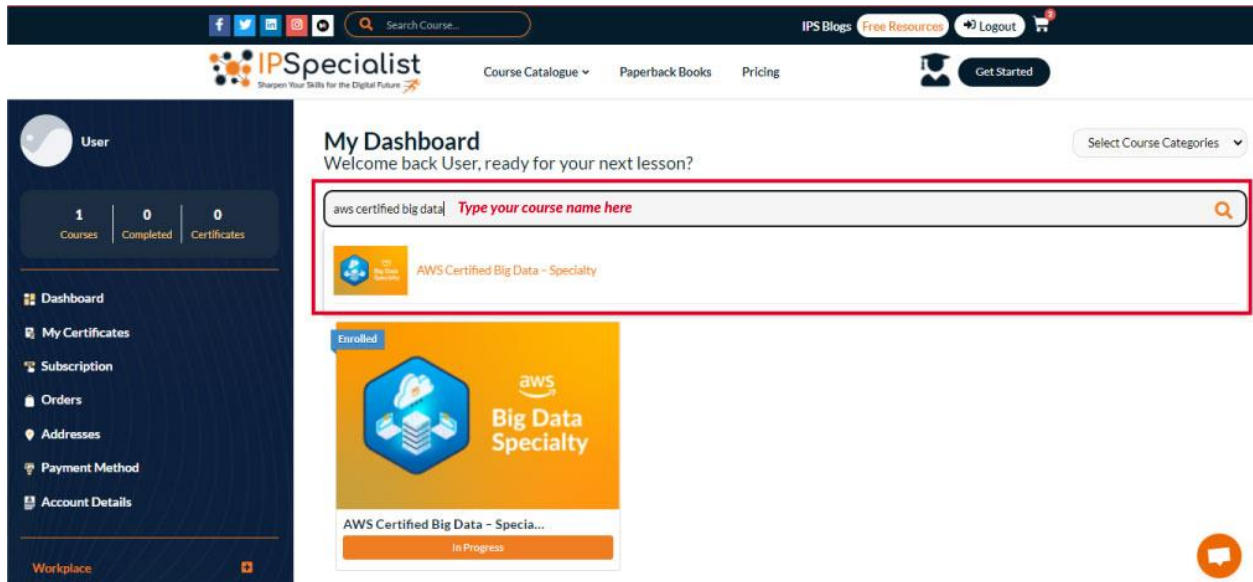 Search Course...
IPS Blogs Free Resources Logout 2
IPSpecialist
Sharpen Your Skills for the Digital Future
Course Catalogue Paperback Books Pricing
Get Started
User
1 0 0
Courses Completed Certificates
Dashboard
My Certificates
Subscription
Orders
Addresses
Payment Method
Account Details
Workplace
My Dashboard
Welcome back User, ready for your next lesson?
Select Course Categories
aws certified big data Type your course name here
Big Data
AWS Certified Big Data – Specialty
Enrolled
aws
Big Data
Specialty
AWS Certified Big Data – Specia...
In Progress